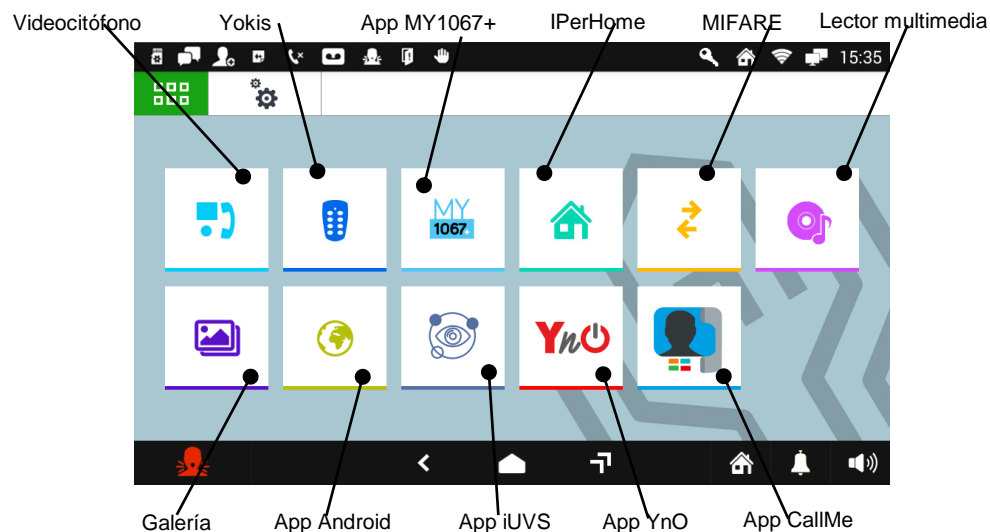 Videocitófono Yokis App MY1067+ IPerHome MIFARE Lector multimedia
15:35
MY
1067+
YnO
Galería App Android App iUVS App YnO App CallMe